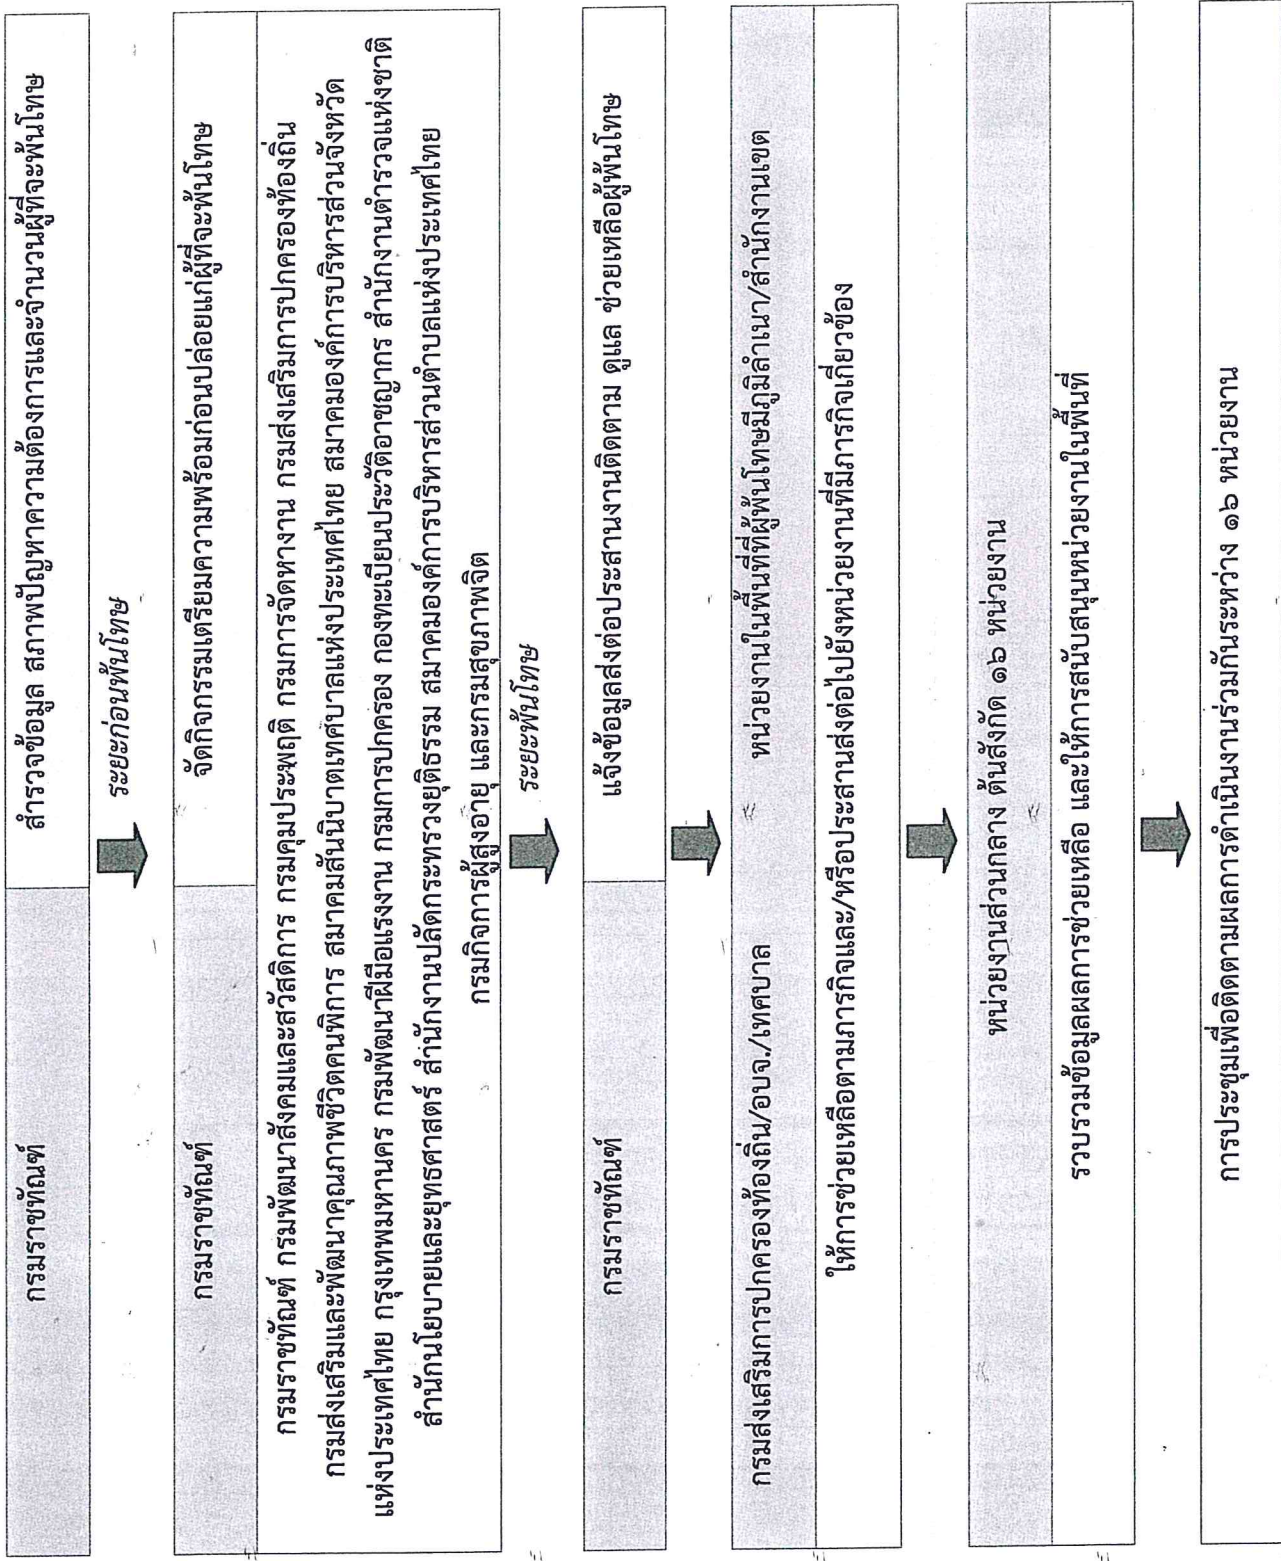 กรมราชทัณฑ์
สำรวจข้อมูล สภาพปัญหาความต้องการและจำนวนผู้ที่จะพ้นโทษ
ระยะก่อนพ้นโทษ
กรมราชทัณฑ์
จัดกิจกรรมเตรียมความพร้อมก่อนปล่อยแก่ผู้ที่จะพ้นโทษ
กรมราชทัณฑ์ กรมพัฒนาสังคมและสวัสดิการ กรมคุมประพฤติ กรมการจัดหางาน กรมส่งเสริมการปกครองท้องถิ่น
กรมส่งเสริมและพัฒนาคุณภาพชีวิตคนพิการ สมาคมสันนิบาตเทศบาลแห่งประเทศไทย สมาคมองค์การบริหารส่วนจังหวัด
แห่งประเทศไทย กรุงเทพมหานคร กรมพัฒนาฝีมือแรงงาน กรมการปกครอง กองทะเบียนประวัติอาชญากร สำนักงานตำรวจแห่งชาติ
สำนักนโยบายและยุทธศาสตร์ สำนักงานปลัดกระทรวงยุติธรรม สมาคมองค์การบริหารส่วนตำบลแห่งประเทศไทย
กรมกิจการผู้สูงอายุ และกรมสุขภาพจิต
ระยะพ้นโทษ
กรมราชทัณฑ์
แจ้งข้อมูลส่งต่อประสานงานติดตาม ดูแล ช่วยเหลือผู้พ้นโทษ
กรมส่งเสริมการปกครองท้องถิ่น/อบจ./เทศบาล
หน่วยงานในพื้นที่ที่ผู้พ้นโทษมีภูมิลำเนา/สำนักงานเขต
ให้การช่วยเหลือตามภารกิจและ/หรือประสานส่งต่อไปยังหน่วยงานที่มีภารกิจเกี่ยวข้อง
หน่วยงานส่วนกลาง ต้นสังกัด ๑๖ หน่วยงาน
รวบรวมข้อมูลผลการช่วยเหลือ และให้การสนับสนุนหน่วยงานในพื้นที่
การประชุมเพื่อติดตามผลการดำเนินงานร่วมกันระหว่าง ๑๖ หน่วยงาน